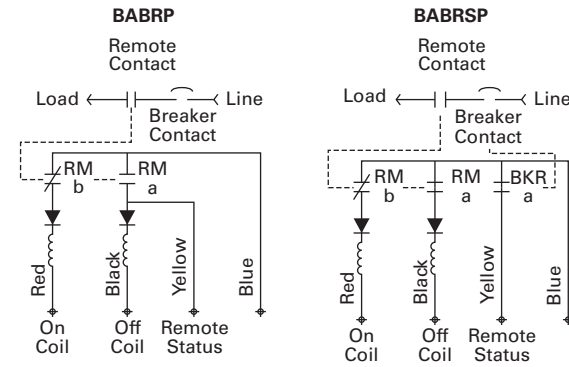 BABRP
Remote
Contact
Load
Line
Breaker
Contact
RM
b
RM
a
Red
Black
Yellow
Blue
On
Coil
Off
Coil
Remote
Status
BABRSP
Remote
Contact
Load
Line
Breaker
Contact
RM
b
RM
a
BKR
a
Red
Black
Yellow
Blue
On
Coil
Off
Coil
Remote
Status